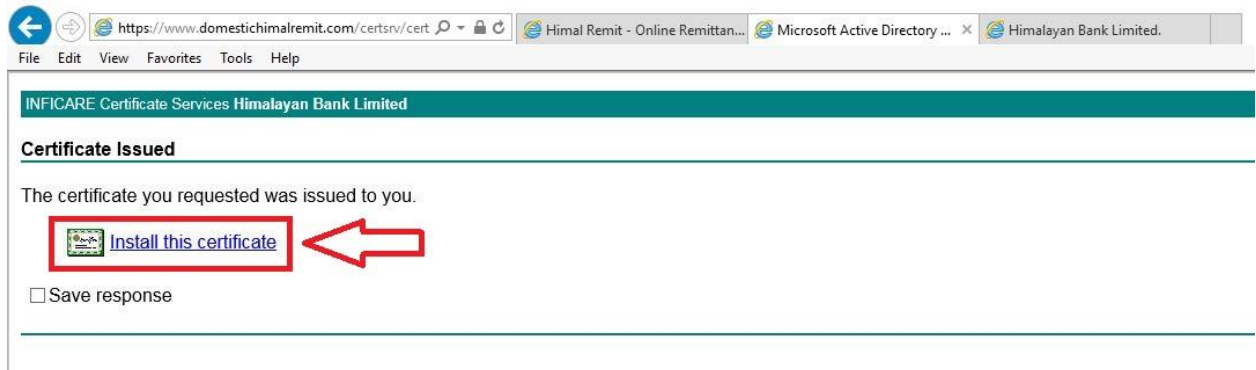 https://www.domestichimalremit.com/certsrv/cert
Himal Remit - Online Remittan...
Microsoft Active Directory ...
Himalayan Bank Limited.
File Edit View Favorites Tools Help
INFICARE Certificate Services Himalayan Bank Limited
Certificate Issued
The certificate you requested was issued to you.
Install this certificate
Save response